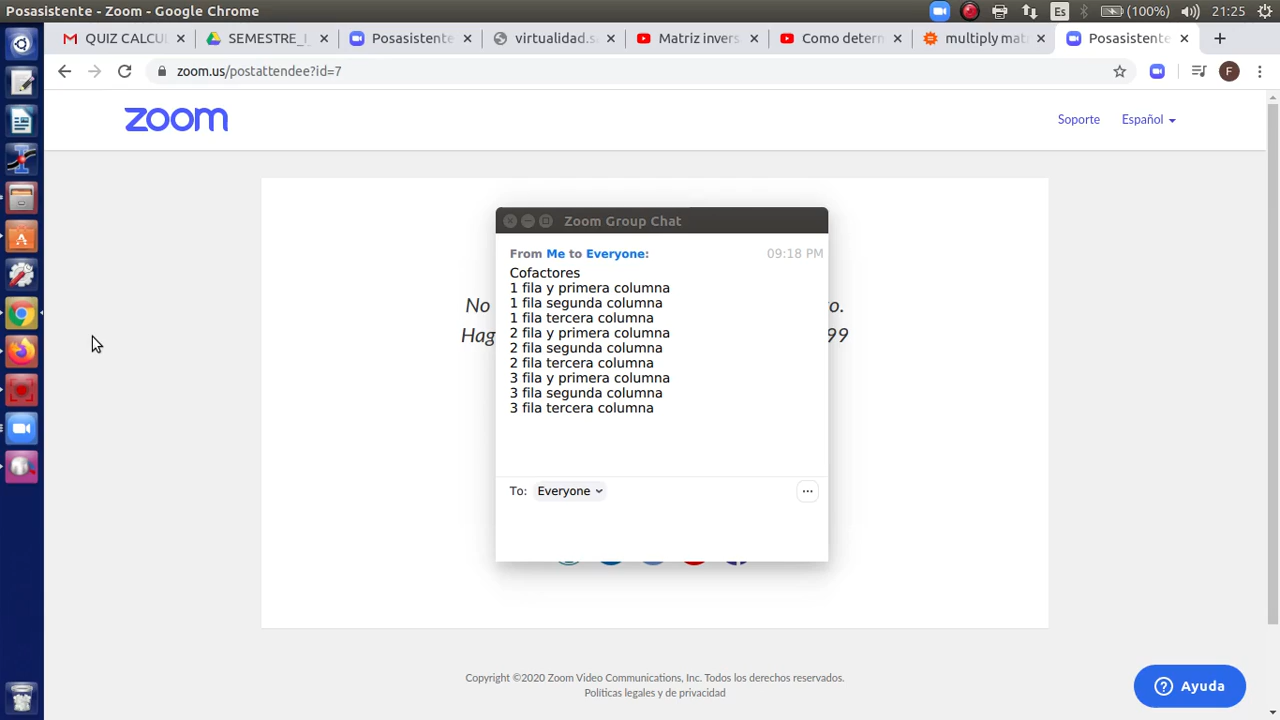 Posasistente - Zoom - Google Chrome
Es
(100%)
21:25
QUIZ CALCU
SEMESTRE_I
Posasistente
virtualidad.sa
Matriz invers
Como determ
multiply mat
Posasistente
zoom.us/postattendee?id=7
F
zoom
Soporte
Español
Zoom Group Chat
From Me to Everyone:
09:18 PM
Cofactores
1 fila y primera columna
1 fila segunda columna
1 fila tercera columna
2 fila y primera columna
2 fila segunda columna
2 fila tercera columna
3 fila y primera columna
3 fila segunda columna
3 fila tercera columna
No
o.
Hag
99
To: Everyone
...
Copyright ©2020 Zoom Video Communications, Inc. Todos los derechos reservados.
Políticas legales y de privacidad
Ayuda